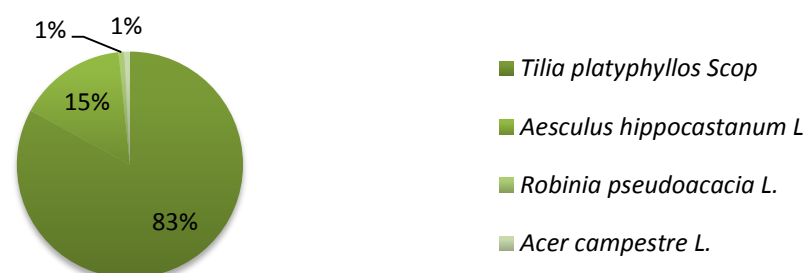 1%
1%
15%
83%
Tilia platyphyllos Scop
Aesculus hippocastanum L
Robinia pseudoacacia L.
Acer campestre L.